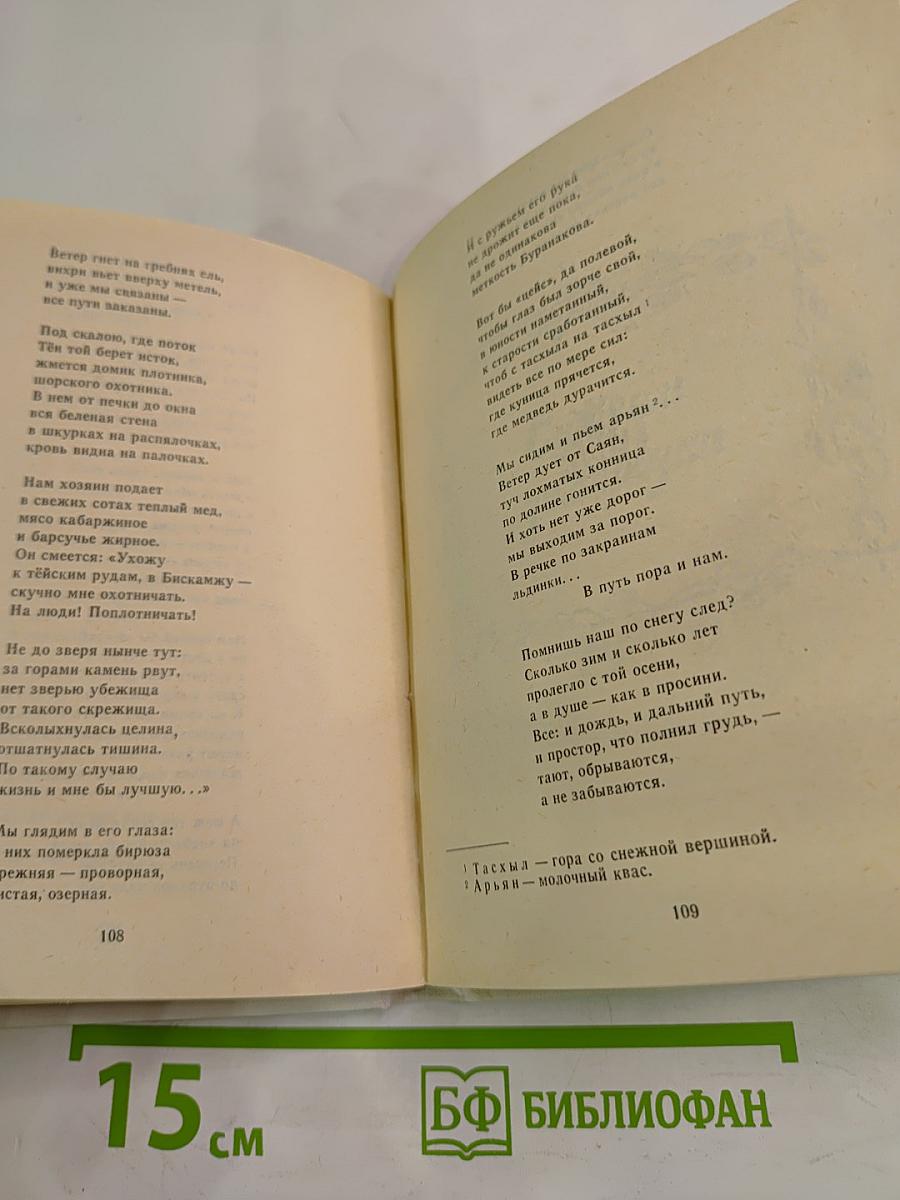 Ветер гнет на гребнях ель,
вихри вьет вверху метель,
и уже мы связаны —
все пути заказаны.
Под скалою, где поток
Тён той берет исток,
жмется домик плотника,
шорского охотника.
В нем от печки до окна
вся беленая стена
в шкурках на распялочках,
кровь видна на палочках.
Нам хозяин подает
в свежих сотах теплый мед,
мясо кабаржиное
и барсучье жирное.
Он смеется: «Ухожу
к тёйским рудам, в Бискамжу —
скучно мне охотничать.
На люди! Поплотничать!
Не до зверя нынче тут:
за горами камень рвут,
нет зверью убежища
от такого скрежища.
Всколыхнулась целина,
отшатнулась тишина.
По такому случаю
жизнь и мне бы лучшую...»
Мы глядим в его глаза:
них померкла бирюза
режняя — проворная,
истая, озерная.
108
И с ружьем его рука
не дрожит еще пока,
да не одинакова
меткость Буранакова.
Вот бы «цейс», да полевой,
чтобы глаз был зорче свой,
в юности наметанный,
к старости сработанный,
чтоб с тасхыла на тасхыл ¹
видеть все по мере сил:
где куница прячется,
где медведь дурачится.
Мы сидим и пьем арьян ²...
Ветер дует от Саян,
туч лохматых конница
по долине гонится.
И хоть нет уже дорог —
мы выходим за порог.
В речке по закраинам
льдинки...
В путь пора и нам.
Помнишь наш по снегу след?
Сколько зим и сколько лет
пролегло с той осени,
а в душе — как в просини.
Все: и дождь, и дальний путь,
и простор, что полнил грудь, —
тают, обрываются,
а не забываются.
¹ Тасхыл — гора со снежной вершиной.
² Арьян — молочный квас.
109
15 см
БФ БИБЛИОФАН